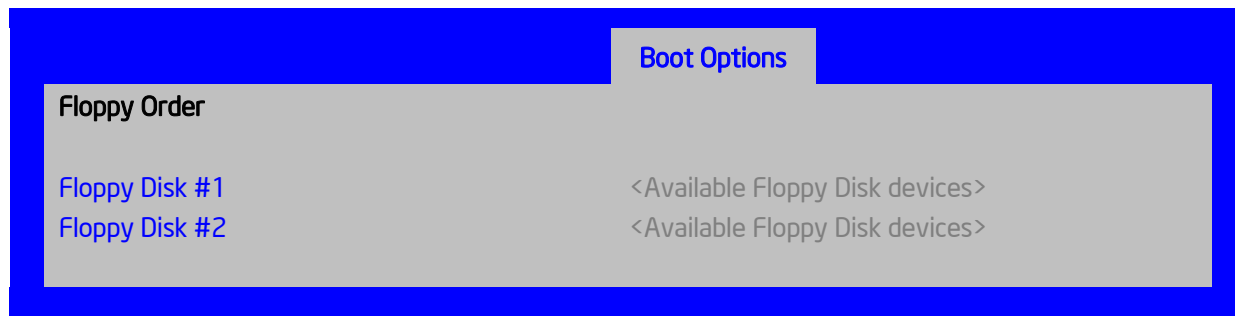 Boot Options
Floppy Order
Floppy Disk #1 <Available Floppy Disk devices>
Floppy Disk #2 <Available Floppy Disk devices>